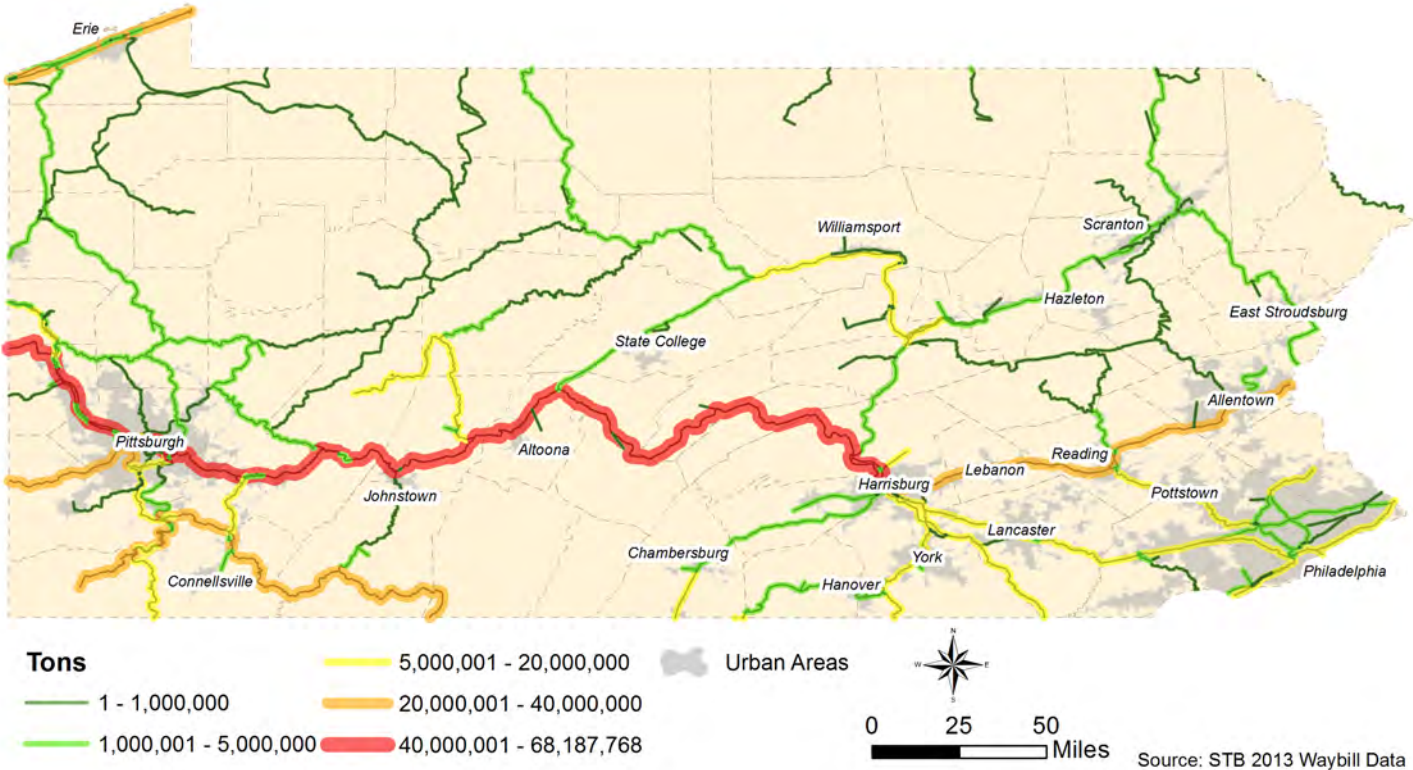 Erie
Williamsport
Scranton
Hazleton
East Stroudsburg
State College
Allentown
Pittsburgh
Altoona
Reading
Lebanon
Harrisburg
Johnstown
Pottstown
Lancaster
Chambersburg
York
Connellsville
Hanover
Philadelphia
Tons
1 - 1,000,000
1,000,001 - 5,000,000
5,000,001 - 20,000,000
20,000,001 - 40,000,000
40,000,001 - 68,187,768
Urban Areas
N
W
E
S
0 25 50
Miles
Source: STB 2013 Waybill Data